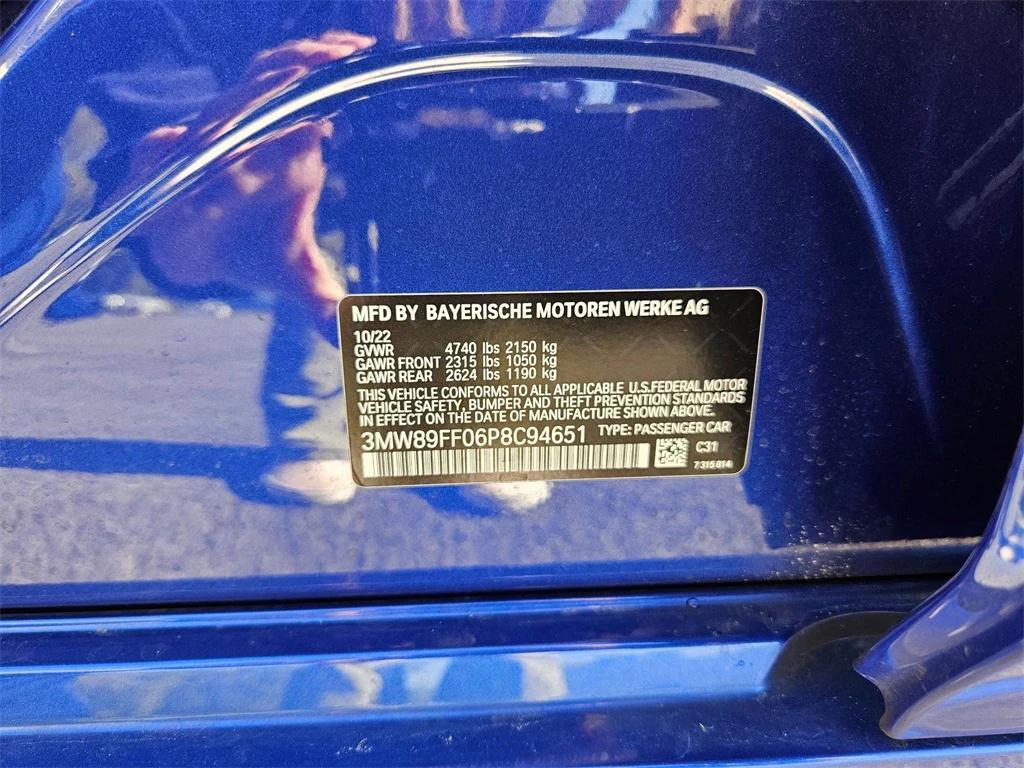 MFD BY BAYERISCHE MOTOREN WERKE AG
10/22
GVWR 4740 lbs 2150 kg
GAWR FRONT 2315 lbs 1050 kg
GAWR REAR 2624 lbs 1190 kg
THIS VEHICLE CONFORMS TO ALL APPLICABLE U.S.FEDERAL MOTOR
VEHICLE SAFETY, BUMPER AND THEFT PREVENTION STANDARDS
IN EFFECT ON THE DATE OF MANUFACTURE SHOWN ABOVE.
3MW89FF06P8C94651 TYPE: PASSENGER CAR
C31
7 315 814